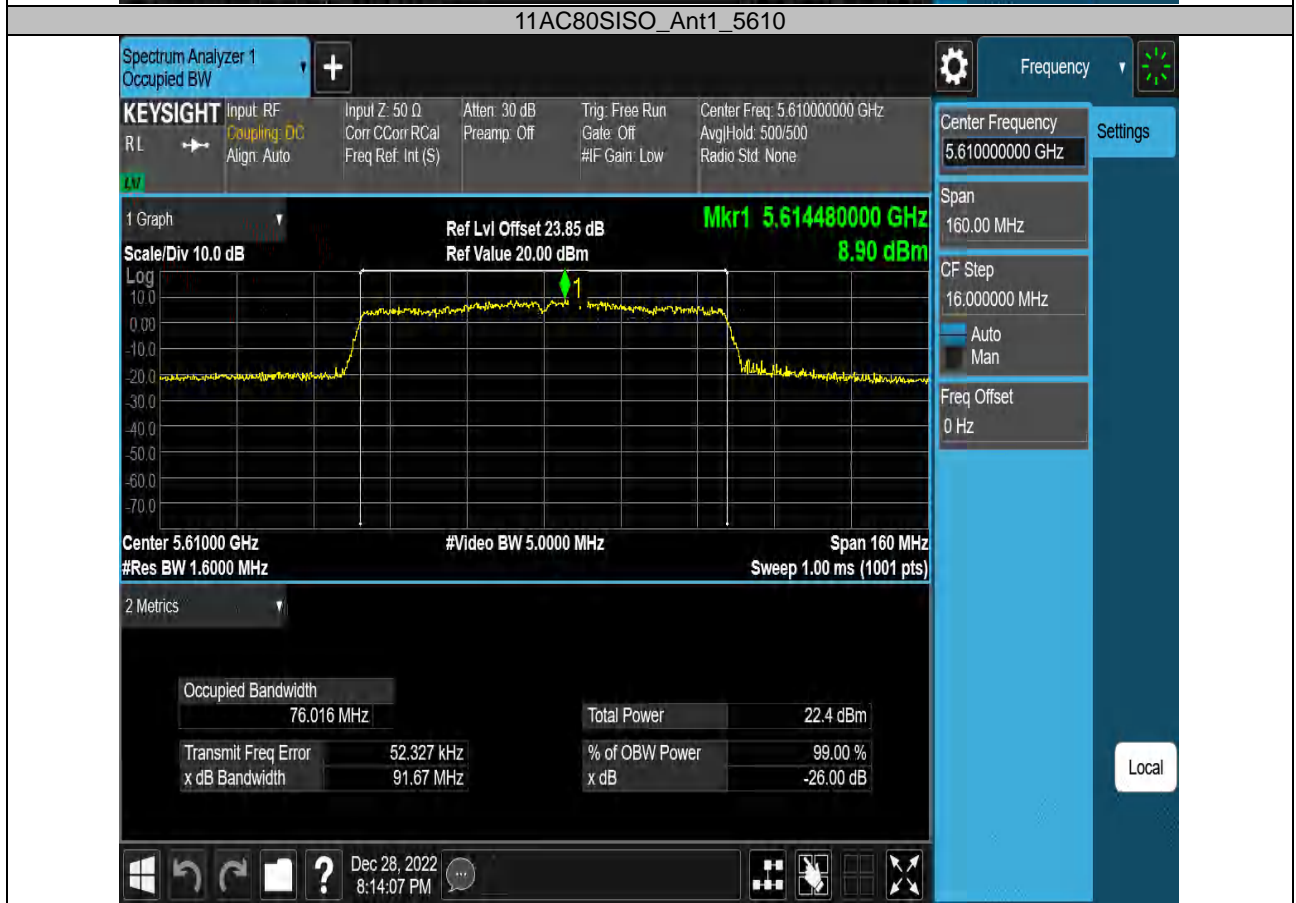 11AC80SISO_Ant1_5610
Spectrum Analyzer 1
Occupied BW
+
Frequency
KEYSIGHT
RL
Input: RF
Coupling: DC
Align: Auto
Input Z: 50 Ω
Corr CCorr RCal
Freq Ref: Int (S)
Atten: 30 dB
Preamp: Off
Trig: Free Run
Gate: Off
#IF Gain: Low
Center Freq: 5.610000000 GHz
Avg|Hold: 500/500
Radio Std: None
Center Frequency
5.610000000 GHz
Settings
Span
160.00 MHz
CF Step
16.000000 MHz
Auto
Man
Freq Offset
0 Hz
1 Graph
Scale/Div 10.0 dB
Ref Lvl Offset 23.85 dB
Ref Value 20.00 dBm
Mkr1 5.614480000 GHz
8.90 dBm
Log
10.0
0.00
-10.0
-20.0
-30.0
-40.0
-50.0
-60.0
-70.0
1
Center 5.61000 GHz
#Res BW 1.6000 MHz
#Video BW 5.0000 MHz
Span 160 MHz
Sweep 1.00 ms (1001 pts)
2 Metrics
Occupied Bandwidth
76.016 MHz
Total Power 22.4 dBm
Transmit Freq Error 52.327 kHz
% of OBW Power 99.00 %
x dB Bandwidth 91.67 MHz
x dB -26.00 dB
Local
?
Dec 28, 2022
8:14:07 PM